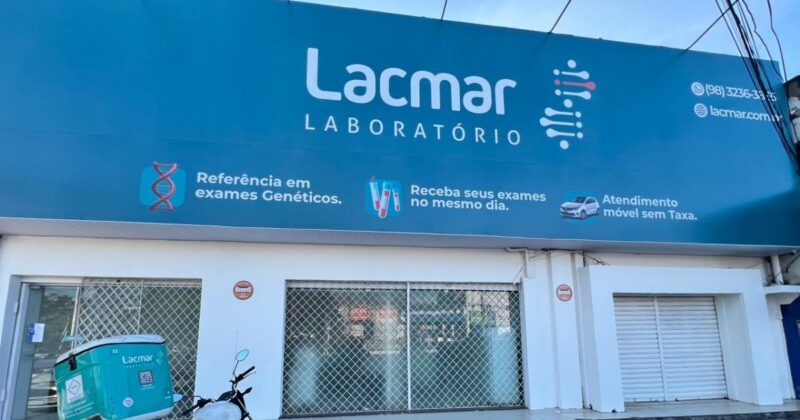 Lacmar
LABORATÓRIO
lacmar.com
Referência em
exames Genéticos.
Receba seus exames
no mesmo dia.
Atendimento
móvel sem Taxa.
Lacmar
LABORATÓRIO